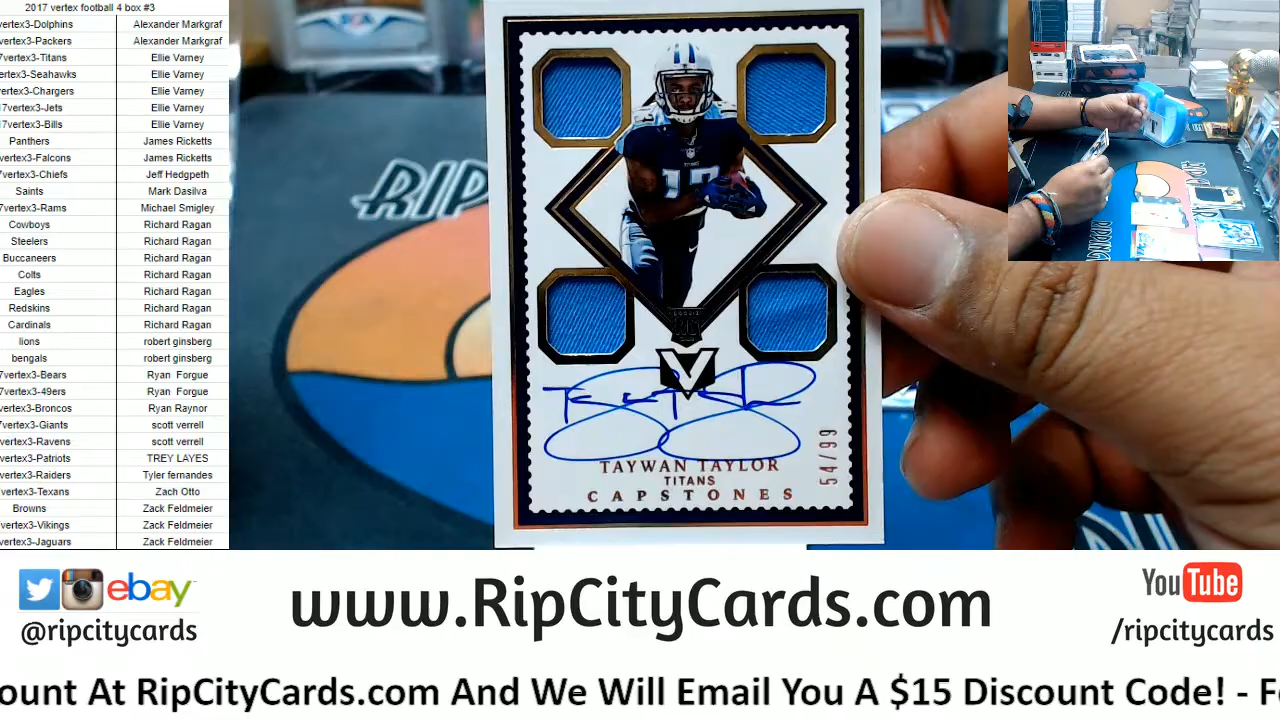 2017 vertex football 4 box #3
vertex3-Dolphins Alexander Markgraf
vertex3-Packers Alexander Markgraf
7vertex3-Titans Ellie Varney
ertex3-Seahawks Ellie Varney
ertex3-Chargers Ellie Varney
17vertex3-Jets Ellie Varney
17vertex3-Bills Ellie Varney
Panthers James Ricketts
vertex3-Falcons James Ricketts
7vertex3-Chiefs Jeff Hedgpeth
Saints Mark Dasilva
7vertex3-Rams Michael Smigley
Cowboys Richard Ragan
Steelers Richard Ragan
Buccaneers Richard Ragan
Colts Richard Ragan
Eagles Richard Ragan
Redskins Richard Ragan
Cardinals Richard Ragan
lions robert ginsberg
bengals robert ginsberg
7vertex3-Bears Ryan Forgue
7vertex3-49ers Ryan Forgue
vertex3-Broncos Ryan Raynor
7vertex3-Giants scott verrell
vertex3-Ravens scott verrell
vertex3-Patriots TREY LAYES
vertex3-Raiders Tyler fernandes
vertex3-Texans Zach Otto
Browns Zack Feldmeier
vertex3-Vikings Zack Feldmeier
vertex3-Jaguars Zack Feldmeier
RIP
V
TAYWAN TAYLOR
TITANS
CAPSTONES
54/99
ebay
@ripcitycards
www.RipCityCards.com
YouTube
/ripcitycards
ount At RipCityCards.com And We Will Email You A $15 Discount Code! - Fo